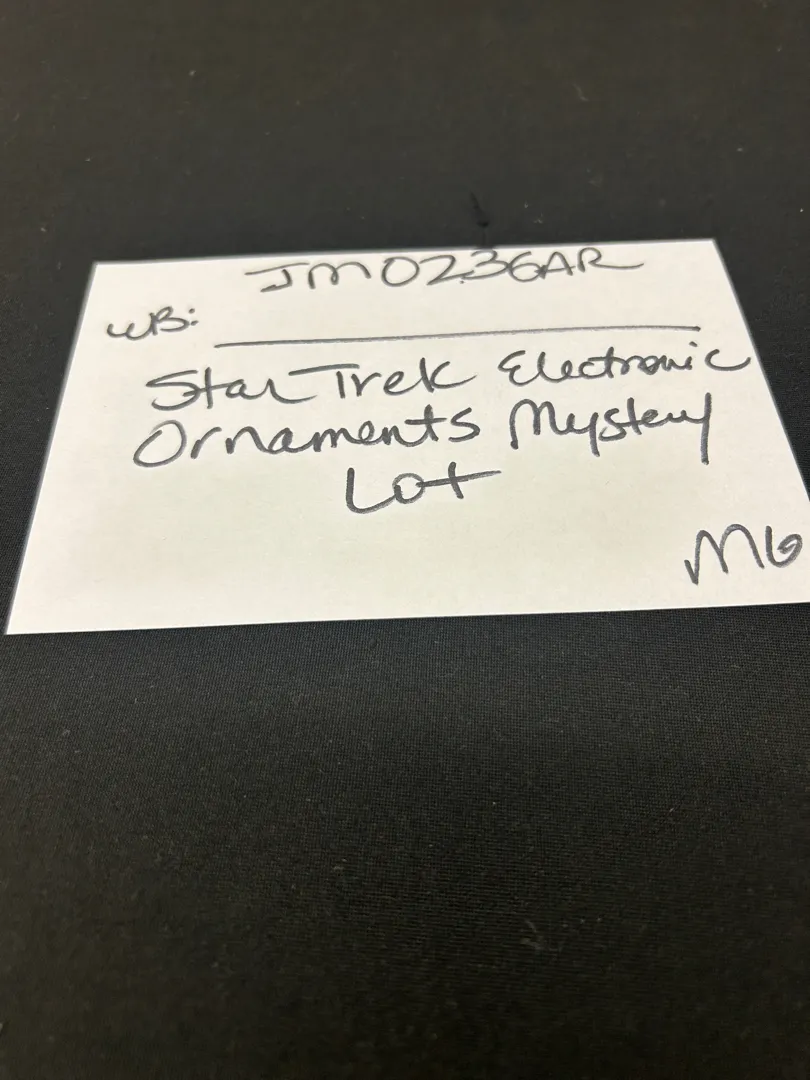 JM0236AR
WB:
Star Trek Electronic
Ornaments Mystery
Lot
MG